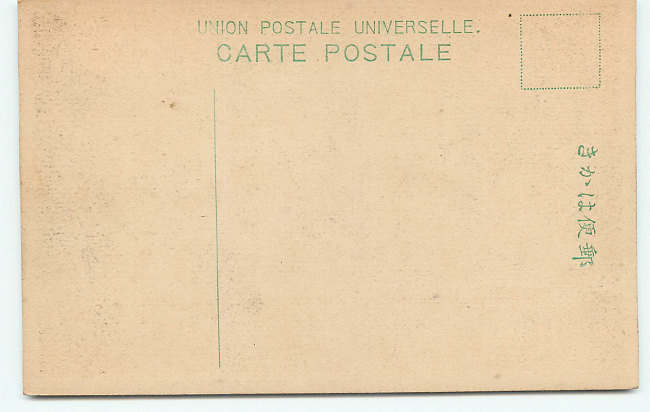 UNION POSTALE UNIVERSELLE.
CARTE POSTALE
郵便はかき